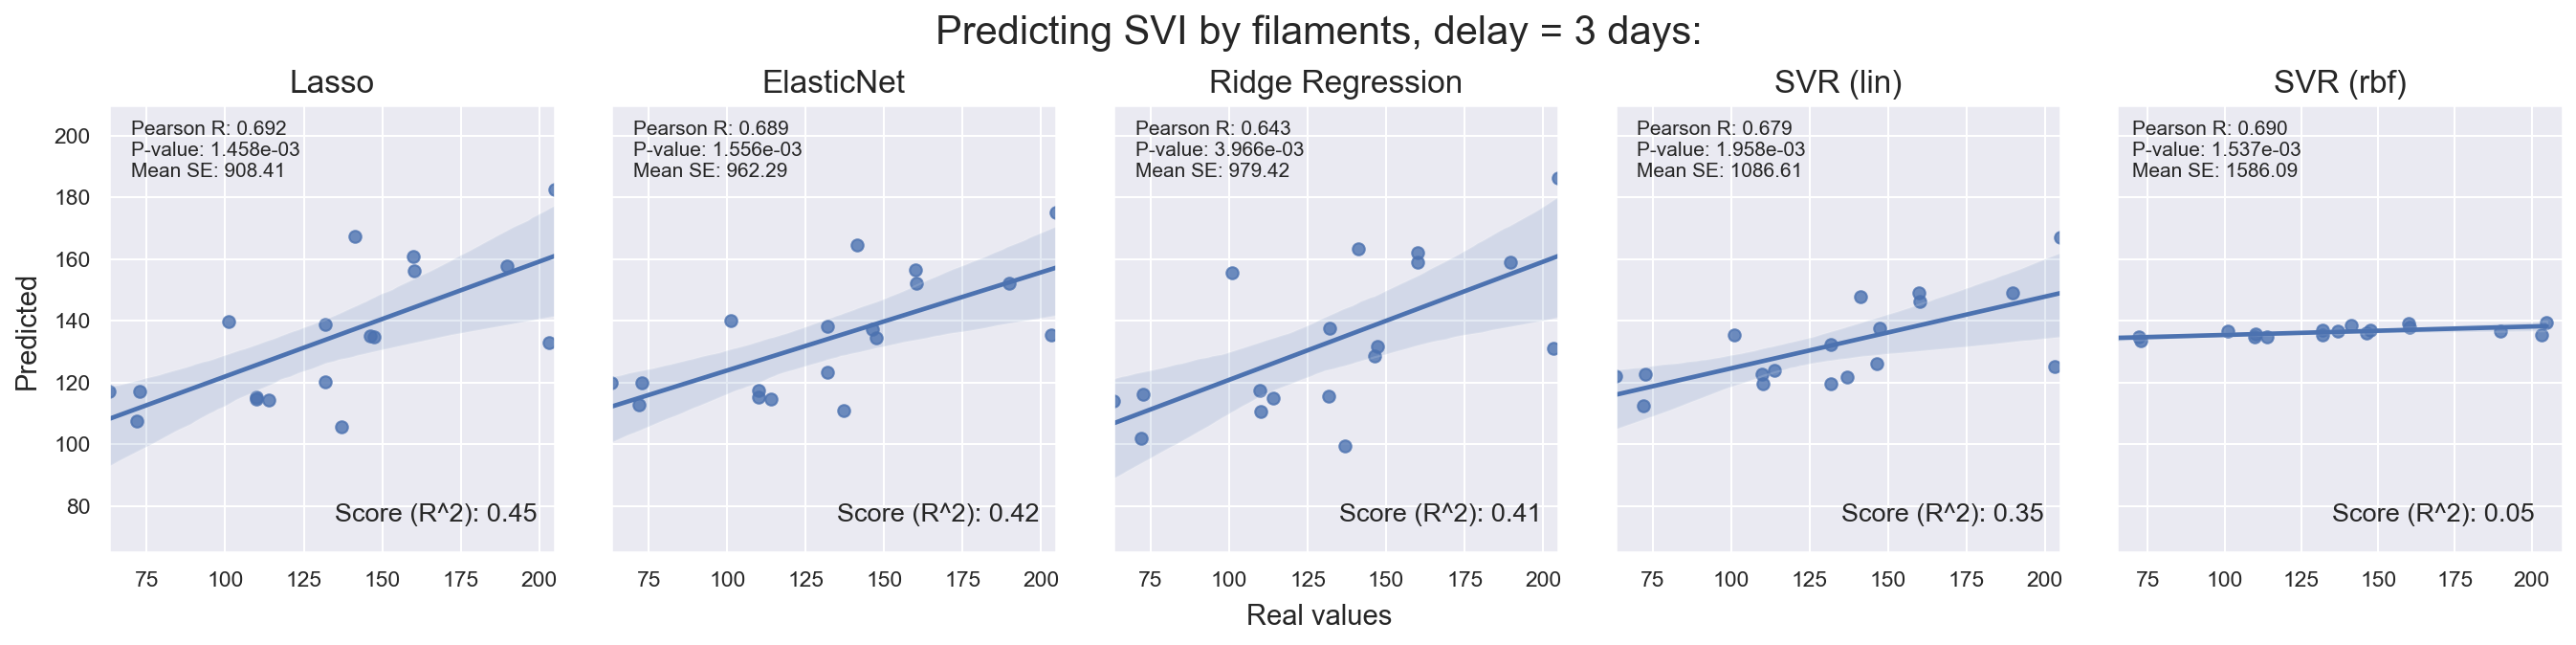 Predicting SVI by filaments, delay = 3 days:
Lasso
Pearson R: 0.692
P-value: 1.458e-03
Mean SE: 908.41
Score (R^2): 0.45
200
180
160
140
120
100
80
Predicted
75 100 125 150 175 200
ElasticNet
Pearson R: 0.689
P-value: 1.556e-03
Mean SE: 962.29
Score (R^2): 0.42
75 100 125 150 175 200
Ridge Regression
Pearson R: 0.643
P-value: 3.966e-03
Mean SE: 979.42
Score (R^2): 0.41
75 100 125 150 175 200
Real values
SVR (lin)
Pearson R: 0.679
P-value: 1.958e-03
Mean SE: 1086.61
Score (R^2): 0.35
75 100 125 150 175 200
SVR (rbf)
Pearson R: 0.690
P-value: 1.537e-03
Mean SE: 1586.09
Score (R^2): 0.05
75 100 125 150 175 200